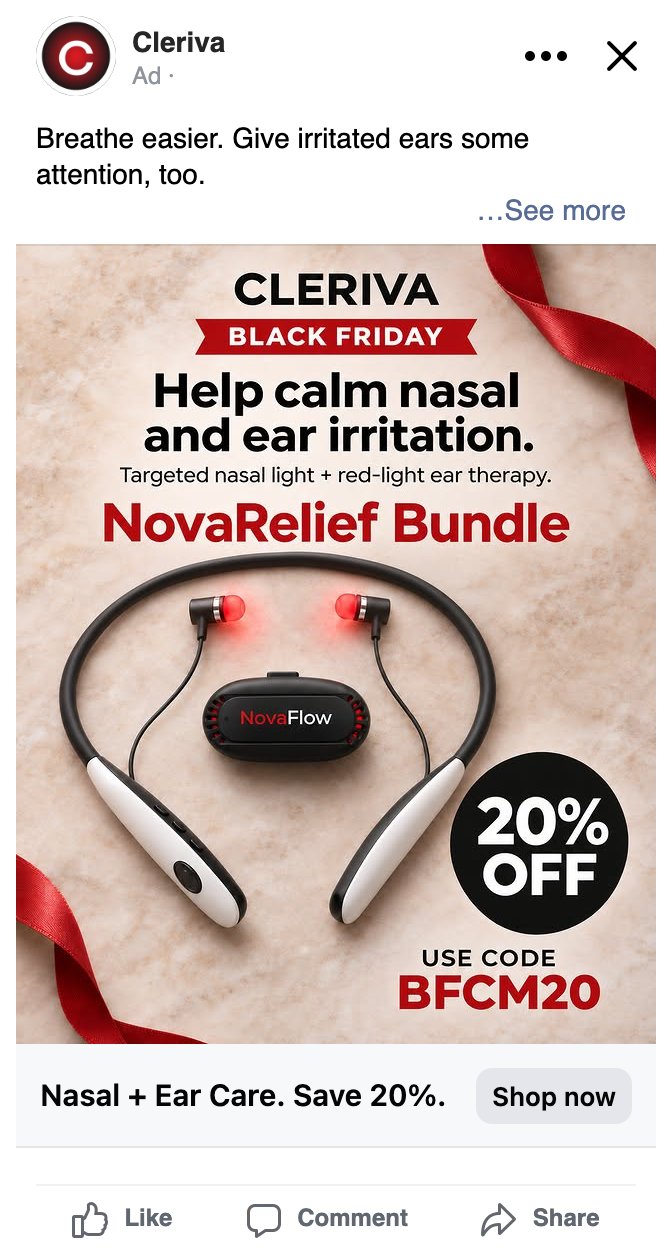 Cleriva
Ad ·
Breathe easier. Give irritated ears some
attention, too.
...See more
CLERIVA
BLACK FRIDAY
Help calm nasal
and ear irritation.
Targeted nasal light + red-light ear therapy.
NovaRelief Bundle
NovaFlow
20%
OFF
USE CODE
BFCM20
Nasal + Ear Care. Save 20%.
Shop now
Like
Comment
Share